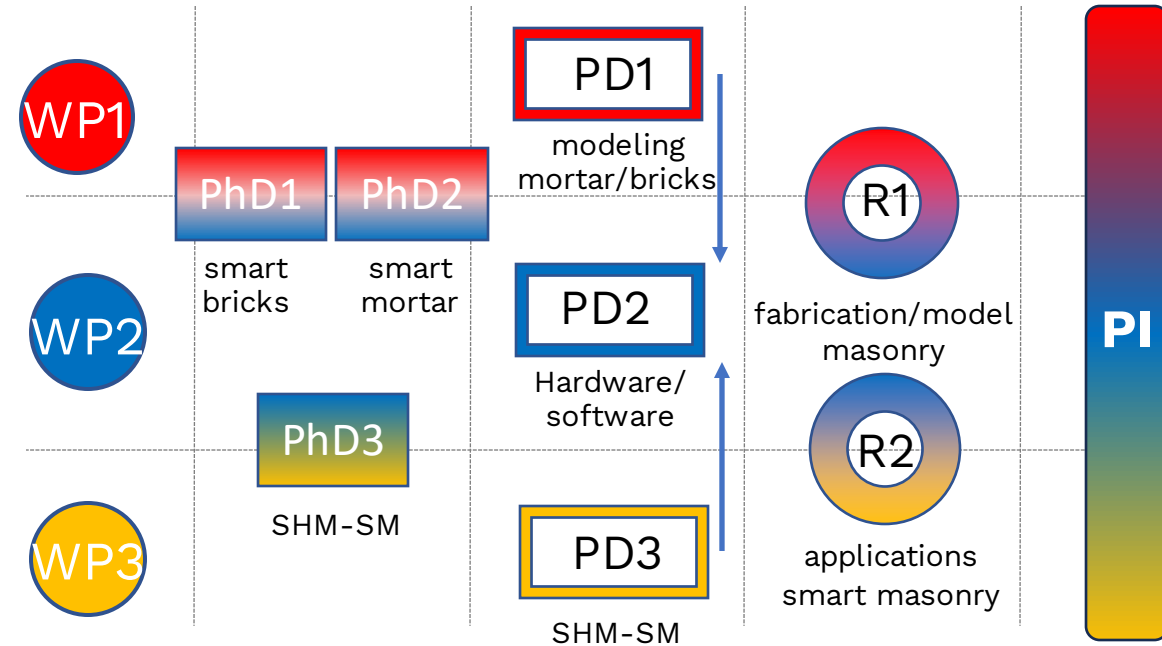 WP1
WP2
WP3
PhD1
smart
bricks
PhD2
smart
mortar
PhD3
SHM-SM
PD1
modeling
mortar/bricks
PD2
Hardware/
software
PD3
SHM-SM
R1
fabrication/model
masonry
R2
applications
smart masonry
PI